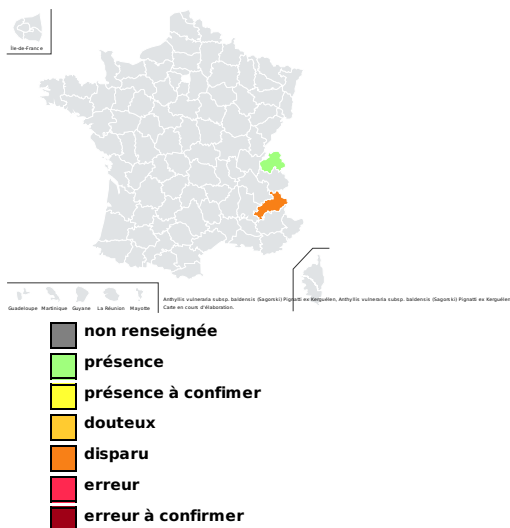 Île-de-France
Guadeloupe Martinique Guyane La Réunion Mayotte
Anthyllis vulneraria subsp. baldensis (Sagorski) Pignatti ex Kerguélen, Anthyllis vulneraria subsp. baldensis (Sagorski) Pignatti ex Kerguélen
Carte en cours d'élaboration.
non renseignée
présence
présence à confimer
douteux
disparu
erreur
erreur à confirmer